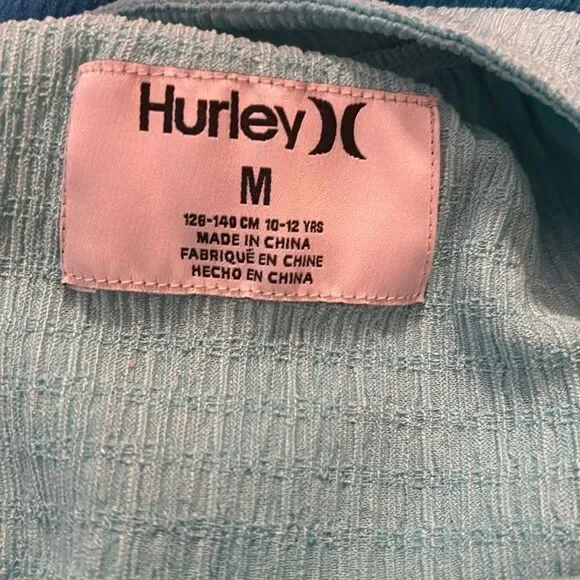 Hurley
M
128-140 CM 10-12 YRS
MADE IN CHINA
FABRIQUÉ EN CHINE
HECHO EN CHINA